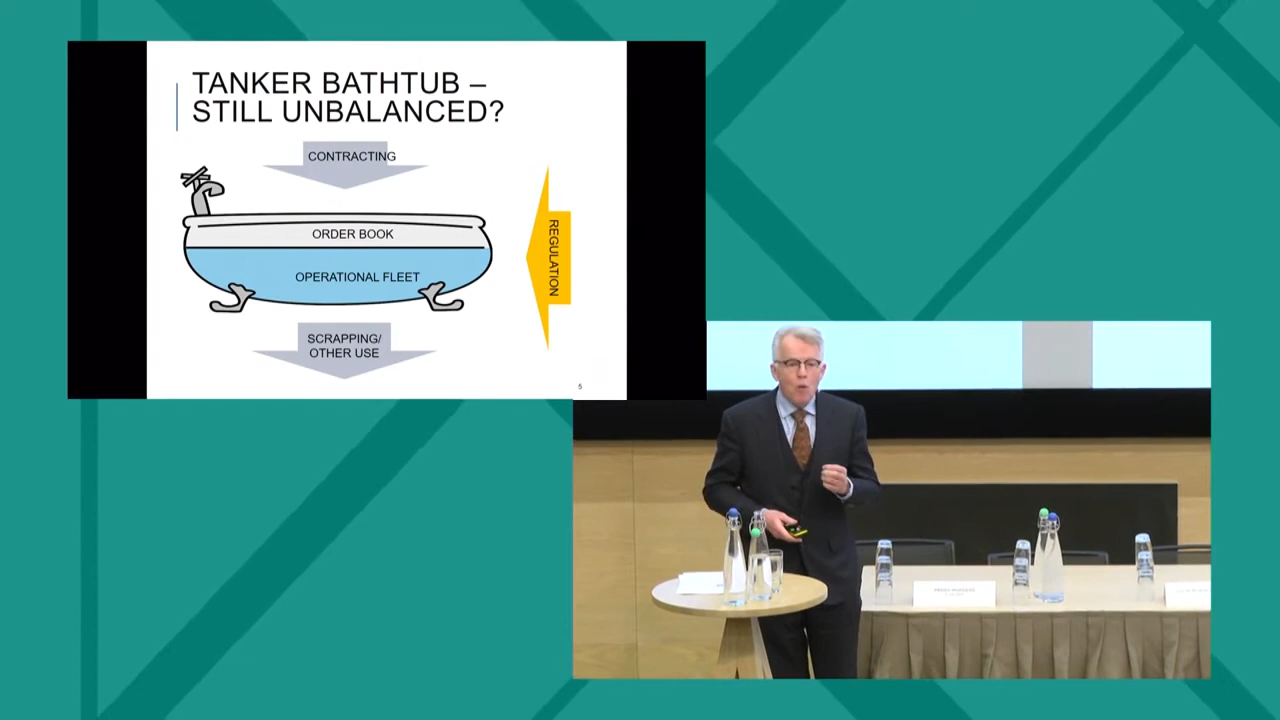 TANKER BATHTUB –
STILL UNBALANCED?
CONTRACTING
ORDER BOOK
OPERATIONAL FLEET
REGULATION
SCRAPPING/
OTHER USE
5